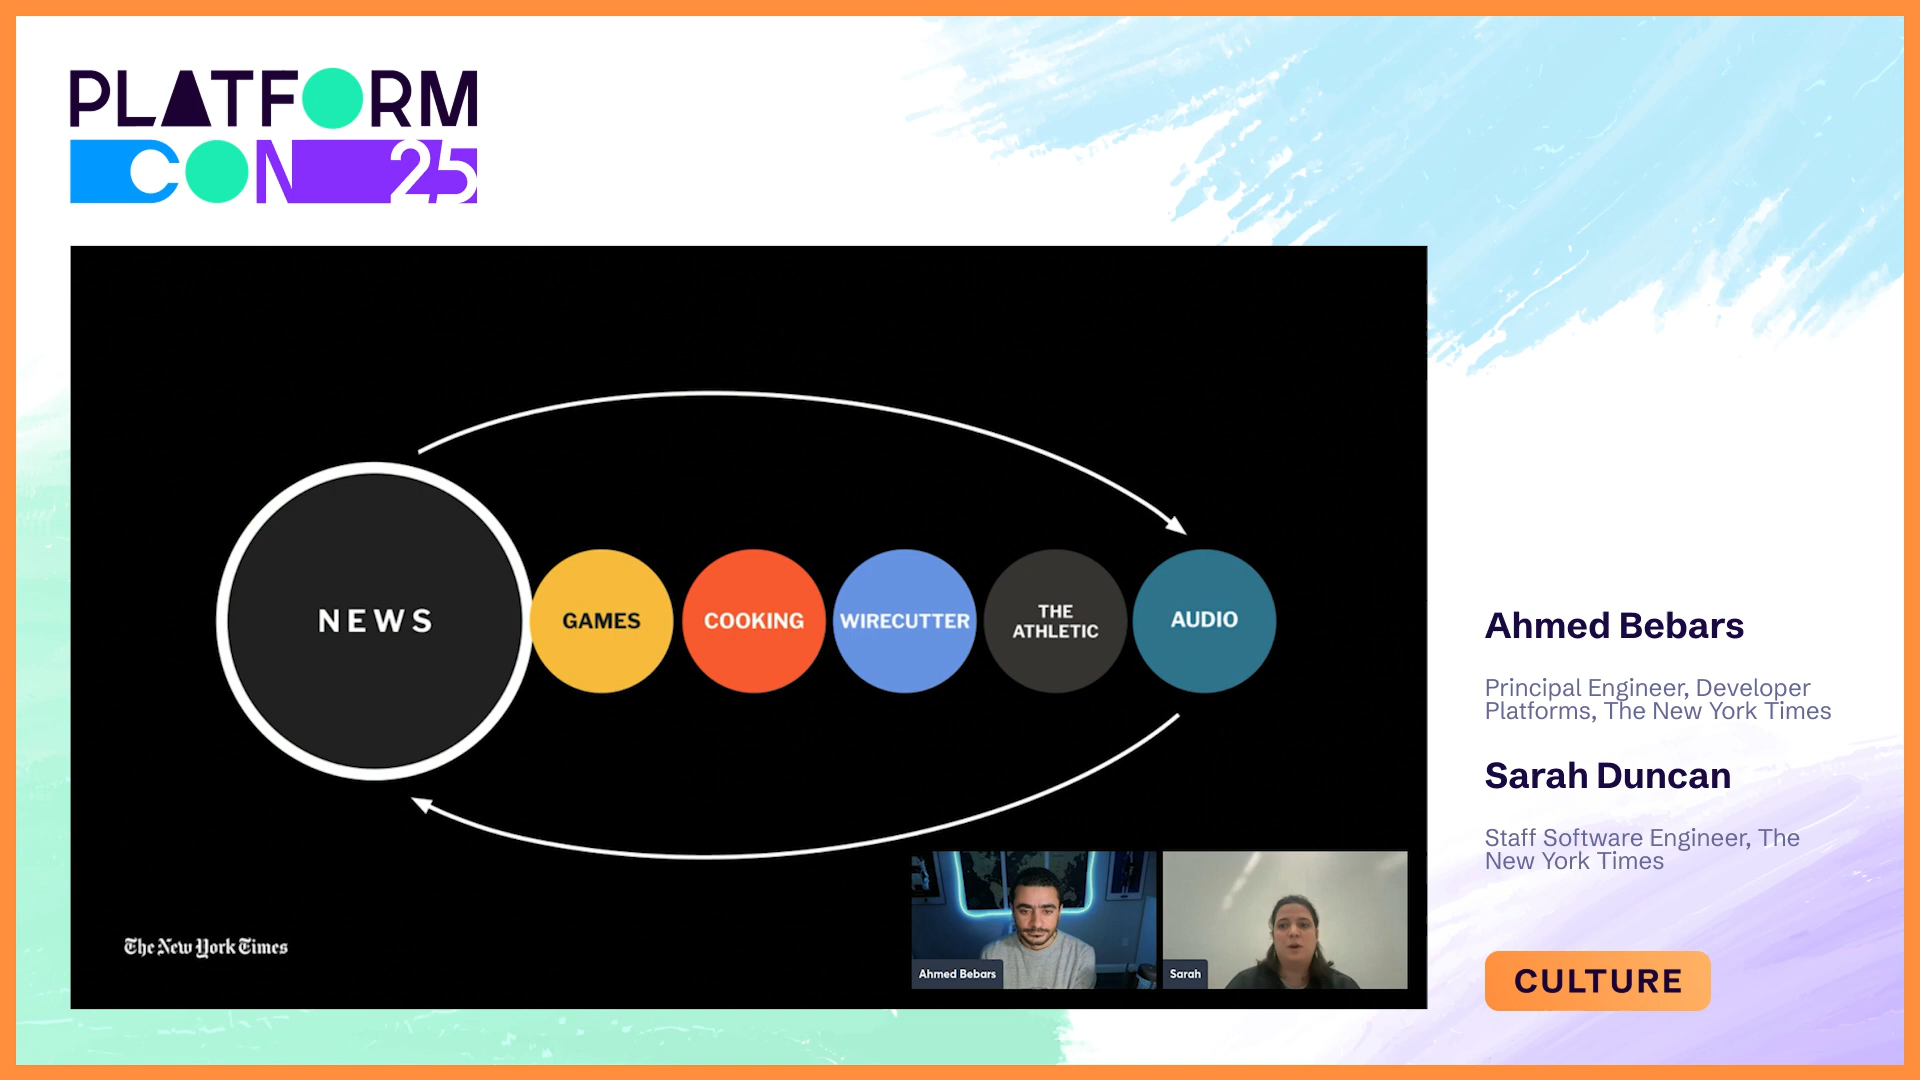 PLATFORM
CON 25
NEWS
GAMES
COOKING
WIRECUTTER
THE
ATHLETIC
AUDIO
The New York Times
Ahmed Bebars
Sarah
Ahmed Bebars
Principal Engineer, Developer
Platforms, The New York Times
Sarah Duncan
Staff Software Engineer, The
New York Times
CULTURE